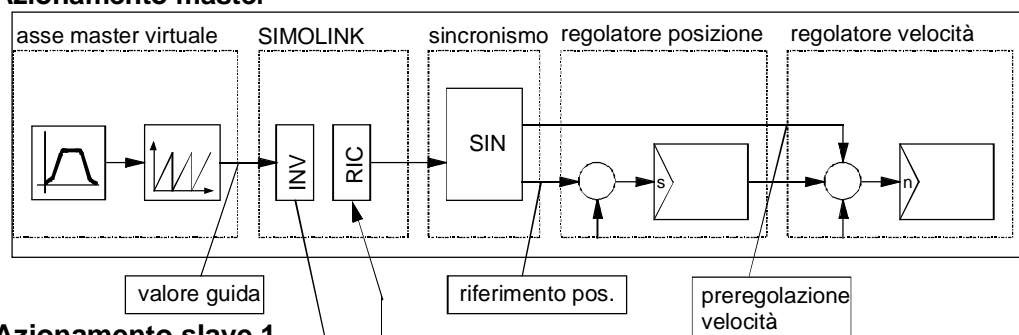 Azionamento master
asse master virtuale
SIMOLINK
sincronismo
regolatore posizione
regolatore velocità
INV
RIC
SIN
s
n
valore guida
riferimento pos.
preregolazione
velocità
Azionamento slave 1